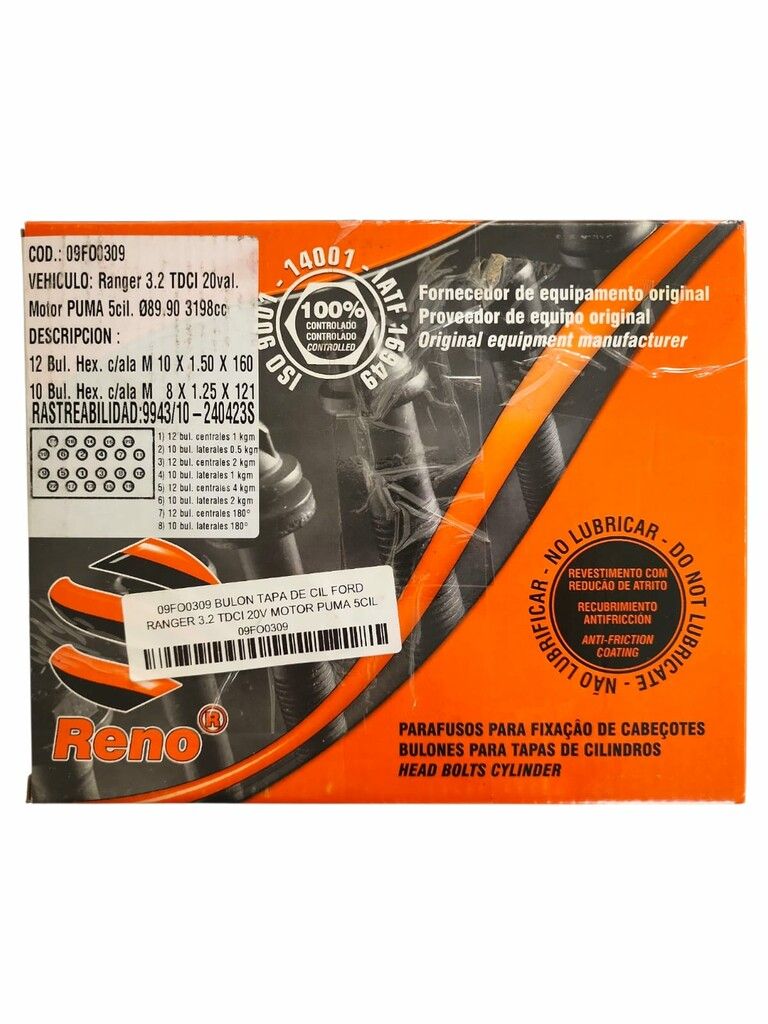 COD.: 09FO0309
VEHICULO: Ranger 3.2 TDCI 20val.
Motor PUMA 5cil. Ø89.90 3198cc
DESCRIPCION :
12 Bul. Hex. c/ala M 10 X 1.50 X 160
10 Bul. Hex. c/ala M 8 X 1.25 X 121
RASTREABILIDAD:9943/10-240423S
1) 12 bul. centrales 1 kgm
2) 10 bul. laterales 0.5 kgm
3) 12 bul. centrales 2 kgm
4) 10 bul. laterales 1 kgm
5) 12 bul. centrales 4 kgm
6) 10 bul. laterales 2 kgm
7) 12 bul. centrales 180°
8) 10 bul. laterales 180°
ISO 9001 - 14001 - IATF 16949
100%
CONTROLADO
CONTROLADO
CONTROLLED
Fornecedor de equipamento original
Proveedor de equipo original
Original equipment manufacturer
NO LUBRICAR - DO NOT LUBRICATE - NÃO LUBRIFICAR -
REVESTIMENTO COM
REDUCÃO DE ATRITO
RECUBRIMIENTO
ANTIFRICCION
ANTI-FRICTION
COATING
09FO0309 BULON TAPA DE CIL FORD
RANGER 3.2 TDCI 20V MOTOR PUMA 5CIL
09FO0309
Reno®
PARAFUSOS PARA FIXAÇÃO DE CABEÇOTES
BULONES PARA TAPAS DE CILINDROS
HEAD BOLTS CYLINDER